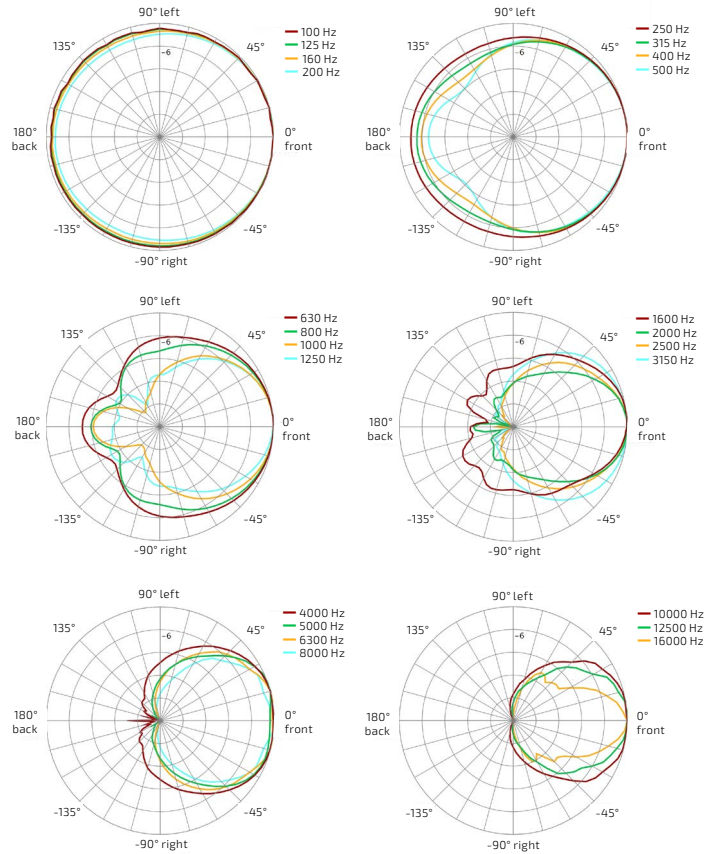 90° left
100 Hz
125 Hz
160 Hz
200 Hz
135°
45°
-6
180°
back
0°
front
-135°
-45°
-90° right
90° left
250 Hz
315 Hz
400 Hz
500 Hz
135°
45°
-6
180°
back
0°
front
-135°
-45°
-90° right
90° left
630 Hz
800 Hz
1000 Hz
1250 Hz
135°
45°
-6
180°
back
0°
front
-135°
-45°
-90° right
90° left
1600 Hz
2000 Hz
2500 Hz
3150 Hz
135°
45°
-6
180°
back
0°
front
-135°
-45°
-90° right
90° left
4000 Hz
5000 Hz
6300 Hz
8000 Hz
135°
45°
-6
180°
back
0°
front
-135°
-45°
-90° right
90° left
10000 Hz
12500 Hz
16000 Hz
135°
45°
-6
180°
back
0°
front
-135°
-45°
-90° right